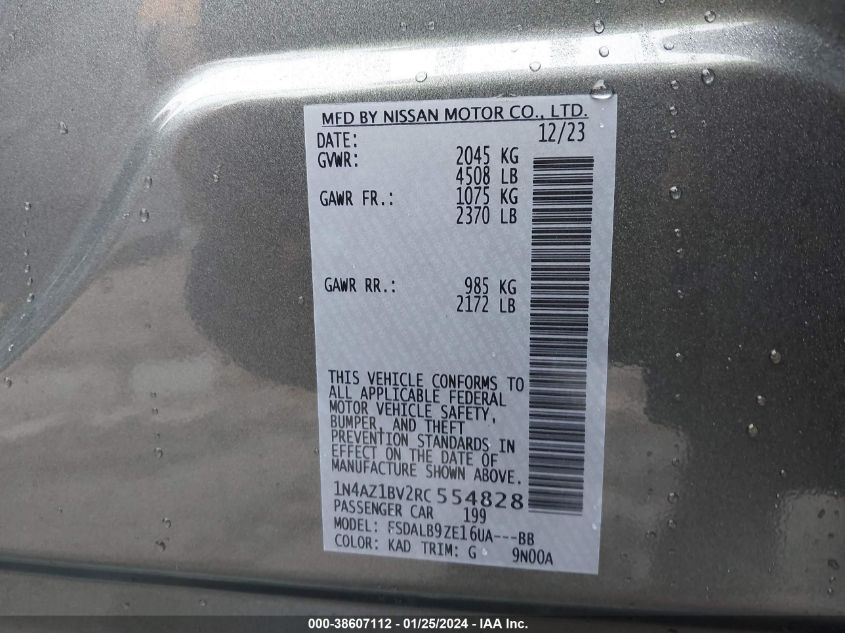 MFD BY NISSAN MOTOR CO., LTD.
DATE: 12/23
GVWR: 2045 KG
4508 LB
GAWR FR.: 1075 KG
2370 LB
GAWR RR.: 985 KG
2172 LB
THIS VEHICLE CONFORMS TO
ALL APPLICABLE FEDERAL
MOTOR VEHICLE SAFETY,
BUMPER, AND THEFT
PREVENTION STANDARDS IN
EFFECT ON THE DATE OF
MANUFACTURE SHOWN ABOVE.
1N4AZ1BV2RC554828
PASSENGER CAR 199
MODEL: FSDALB9ZE16UA---BB
COLOR: KAD TRIM: G 9N00A
000-38607112 - 01/25/2024 - IAA Inc.